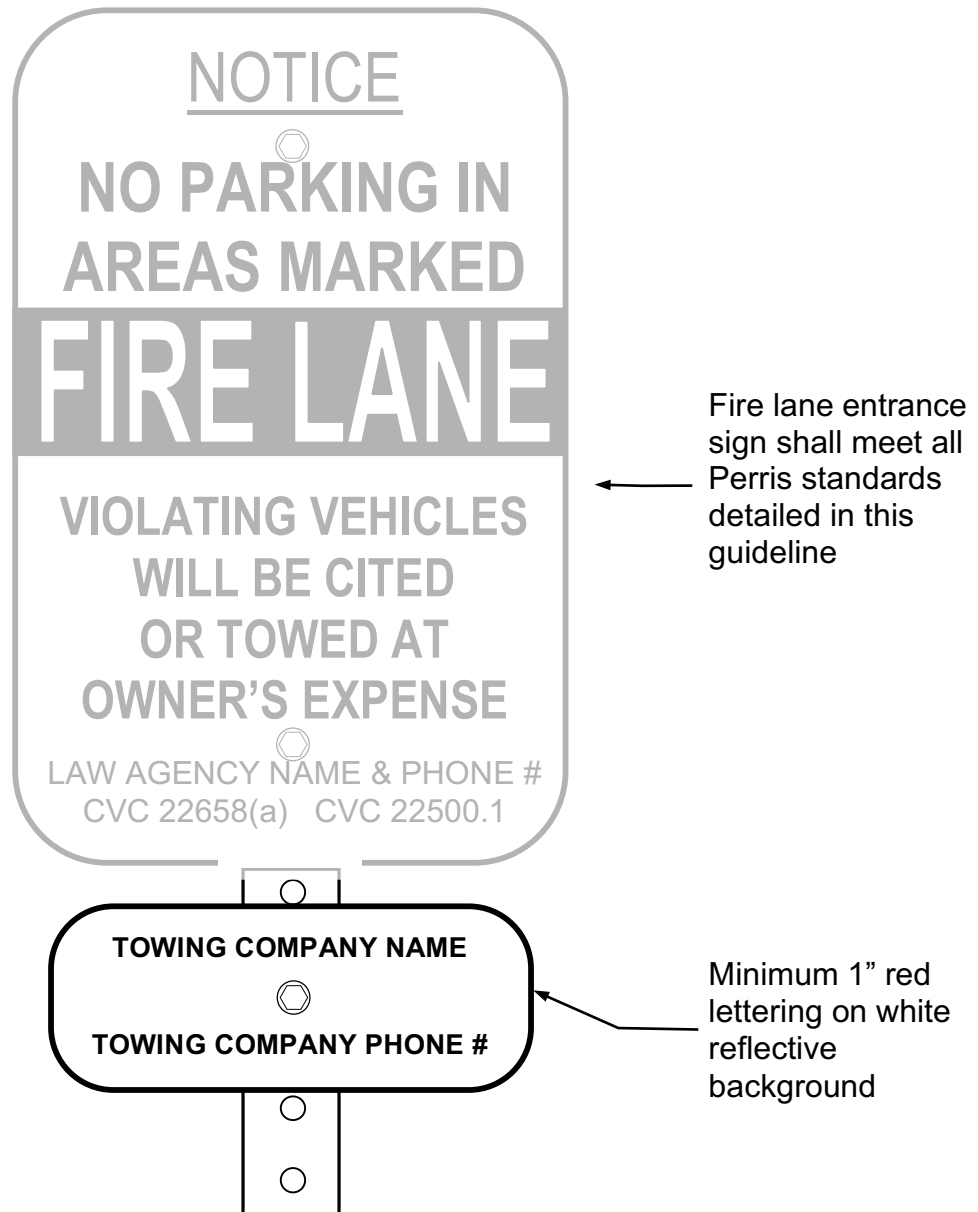 NOTICE
NO PARKING IN
AREAS MARKED
FIRE LANE
VIOLATING VEHICLES
WILL BE CITED
OR TOWED AT
OWNER'S EXPENSE
LAW AGENCY NAME & PHONE #
CVC 22658(a)   CVC 22500.1
Fire lane entrance
sign shall meet all
Perris standards
detailed in this
guideline
TOWING COMPANY NAME
TOWING COMPANY PHONE #
Minimum 1” red
lettering on white
reflective
background